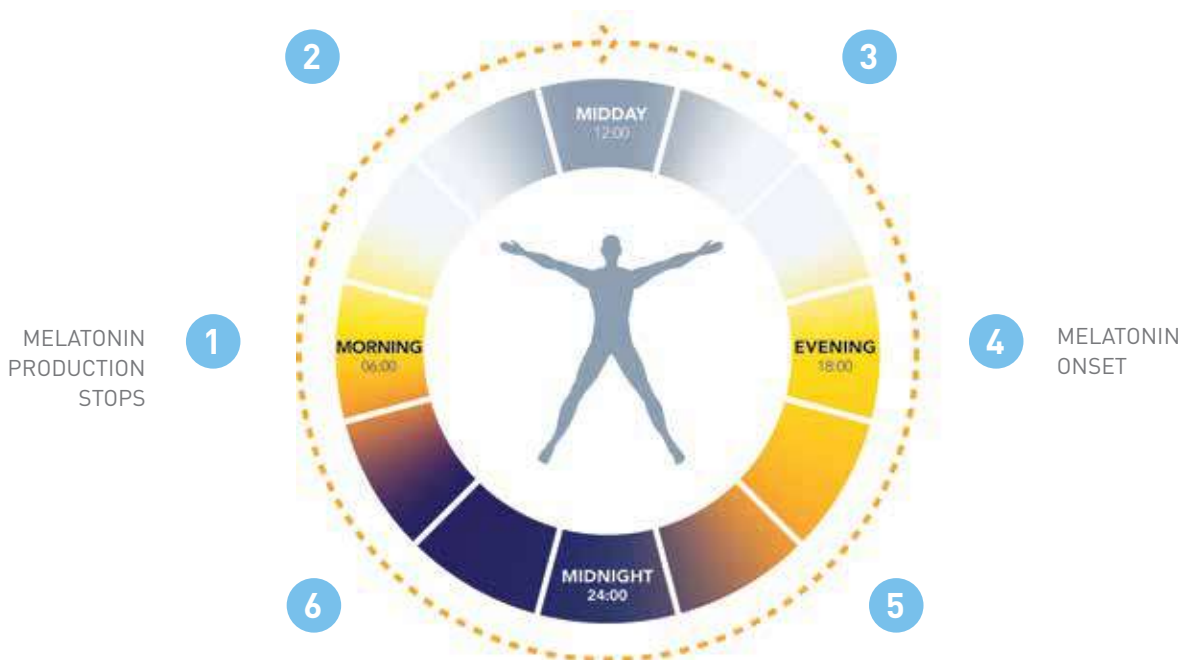 2
3
MIDDAY
12:00
MELATONIN
PRODUCTION
STOPS
1
MORNING
06:00
EVENING
18:00
4
MELATONIN
ONSET
MIDNIGHT
24:00
6
5